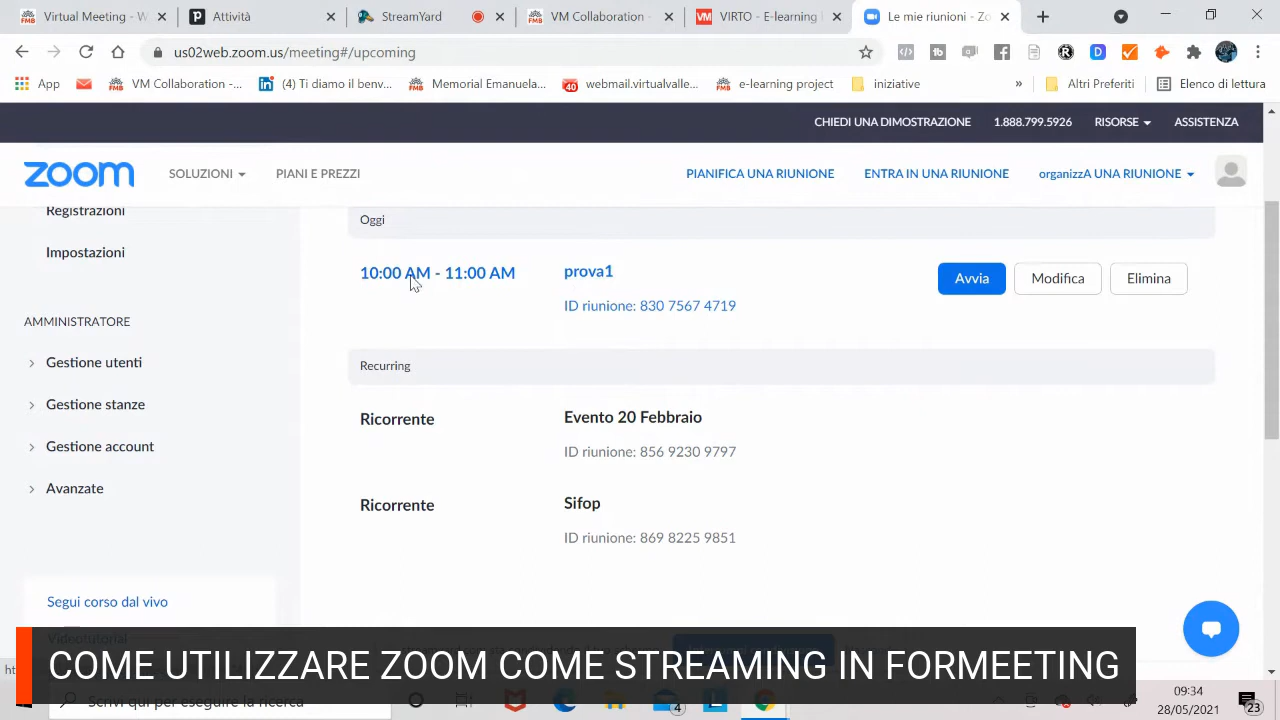 Virtual Meeting - W
Attività
StreamYard
VM Collaboration - 
VIRTO - E-learning
Le mie riunioni - Zo
us02web.zoom.us/meeting#/upcoming
App
VM Collaboration -...
(4) Ti diamo il benv...
Memorial Emanuela...
40
webmail.virtualmee...
e-learning project
iniziative
»
Altri Preferiti
Elenco di lettura
CHIEDI UNA DIMOSTRAZIONE
1.888.799.5926
RISORSE
ASSISTENZA
zoom
SOLUZIONI
PIANI E PREZZI
PIANIFICA UNA RIUNIONE
ENTRA IN UNA RIUNIONE
organizzA UNA RIUNIONE
Registrazioni
Impostazioni
AMMINISTRATORE
Gestione utenti
Gestione stanze
Gestione account
Avanzate
Segui corso dal vivo
Videotutorial
Oggi
10:00 AM - 11:00 AM
prova1
ID riunione: 830 7567 4719
Avvia
Modifica
Elimina
Recurring
Ricorrente
Evento 20 Febbraio
ID riunione: 856 9230 9797
Ricorrente
Sifop
ID riunione: 869 8225 9851
COME UTILIZZARE ZOOM COME STREAMING IN FORMEETING
Scrivi qui per eseguire la ricerca
4
09:34
28/05/2021
23